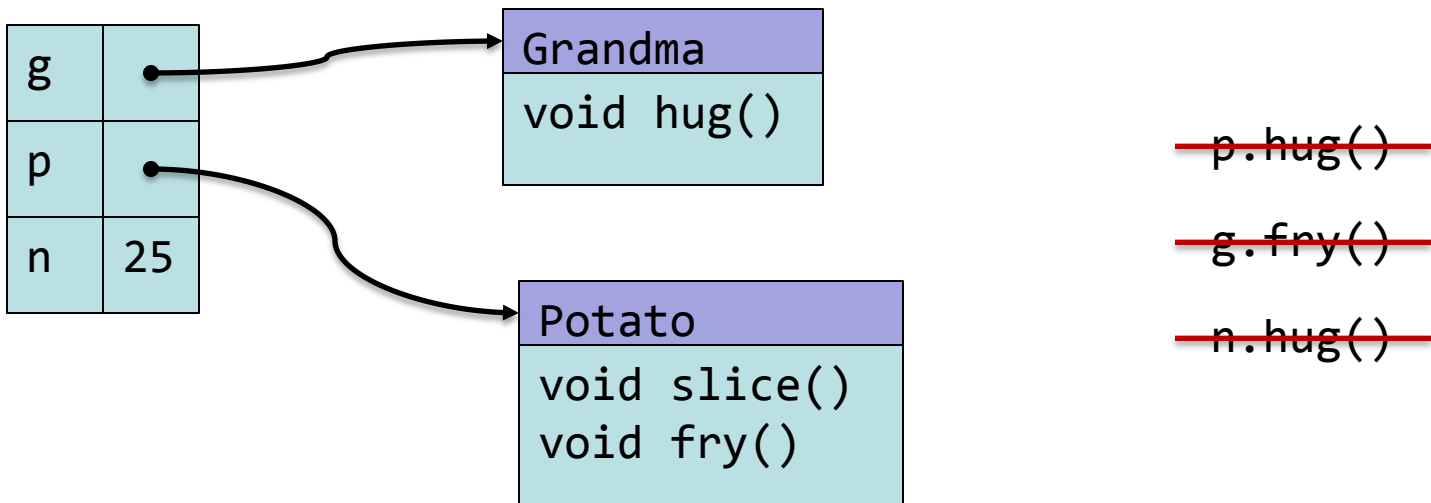 g
p
n 25
Grandma
void hug()
Potato
void slice()
void fry()
p.hug()
g.fry()
n.hug()